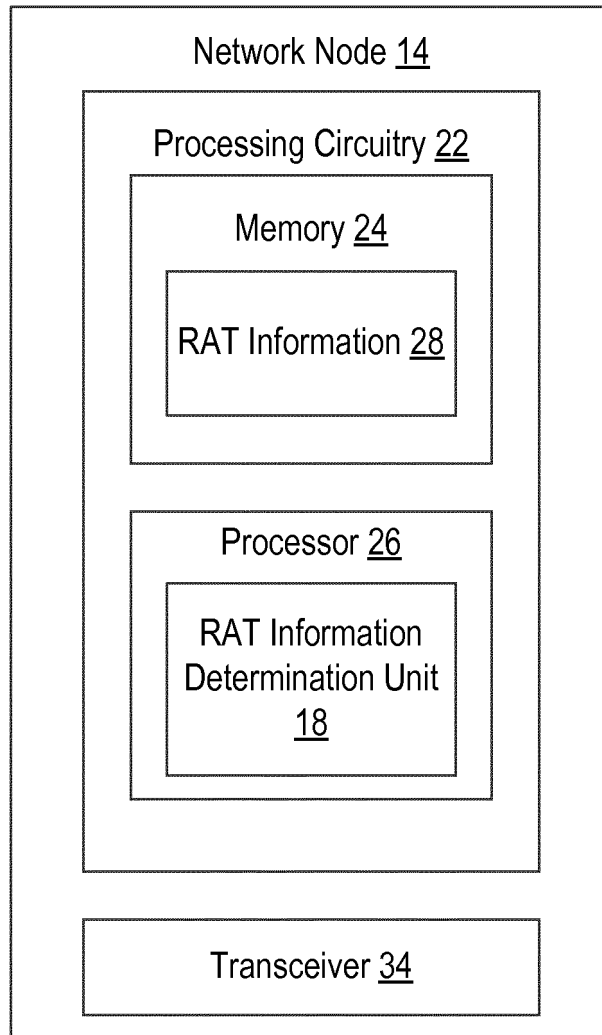 Network Node 14
Processing Circuitry 22
Memory 24
RAT Information 28
Processor 26
RAT Information
Determination Unit
18
Transceiver 34